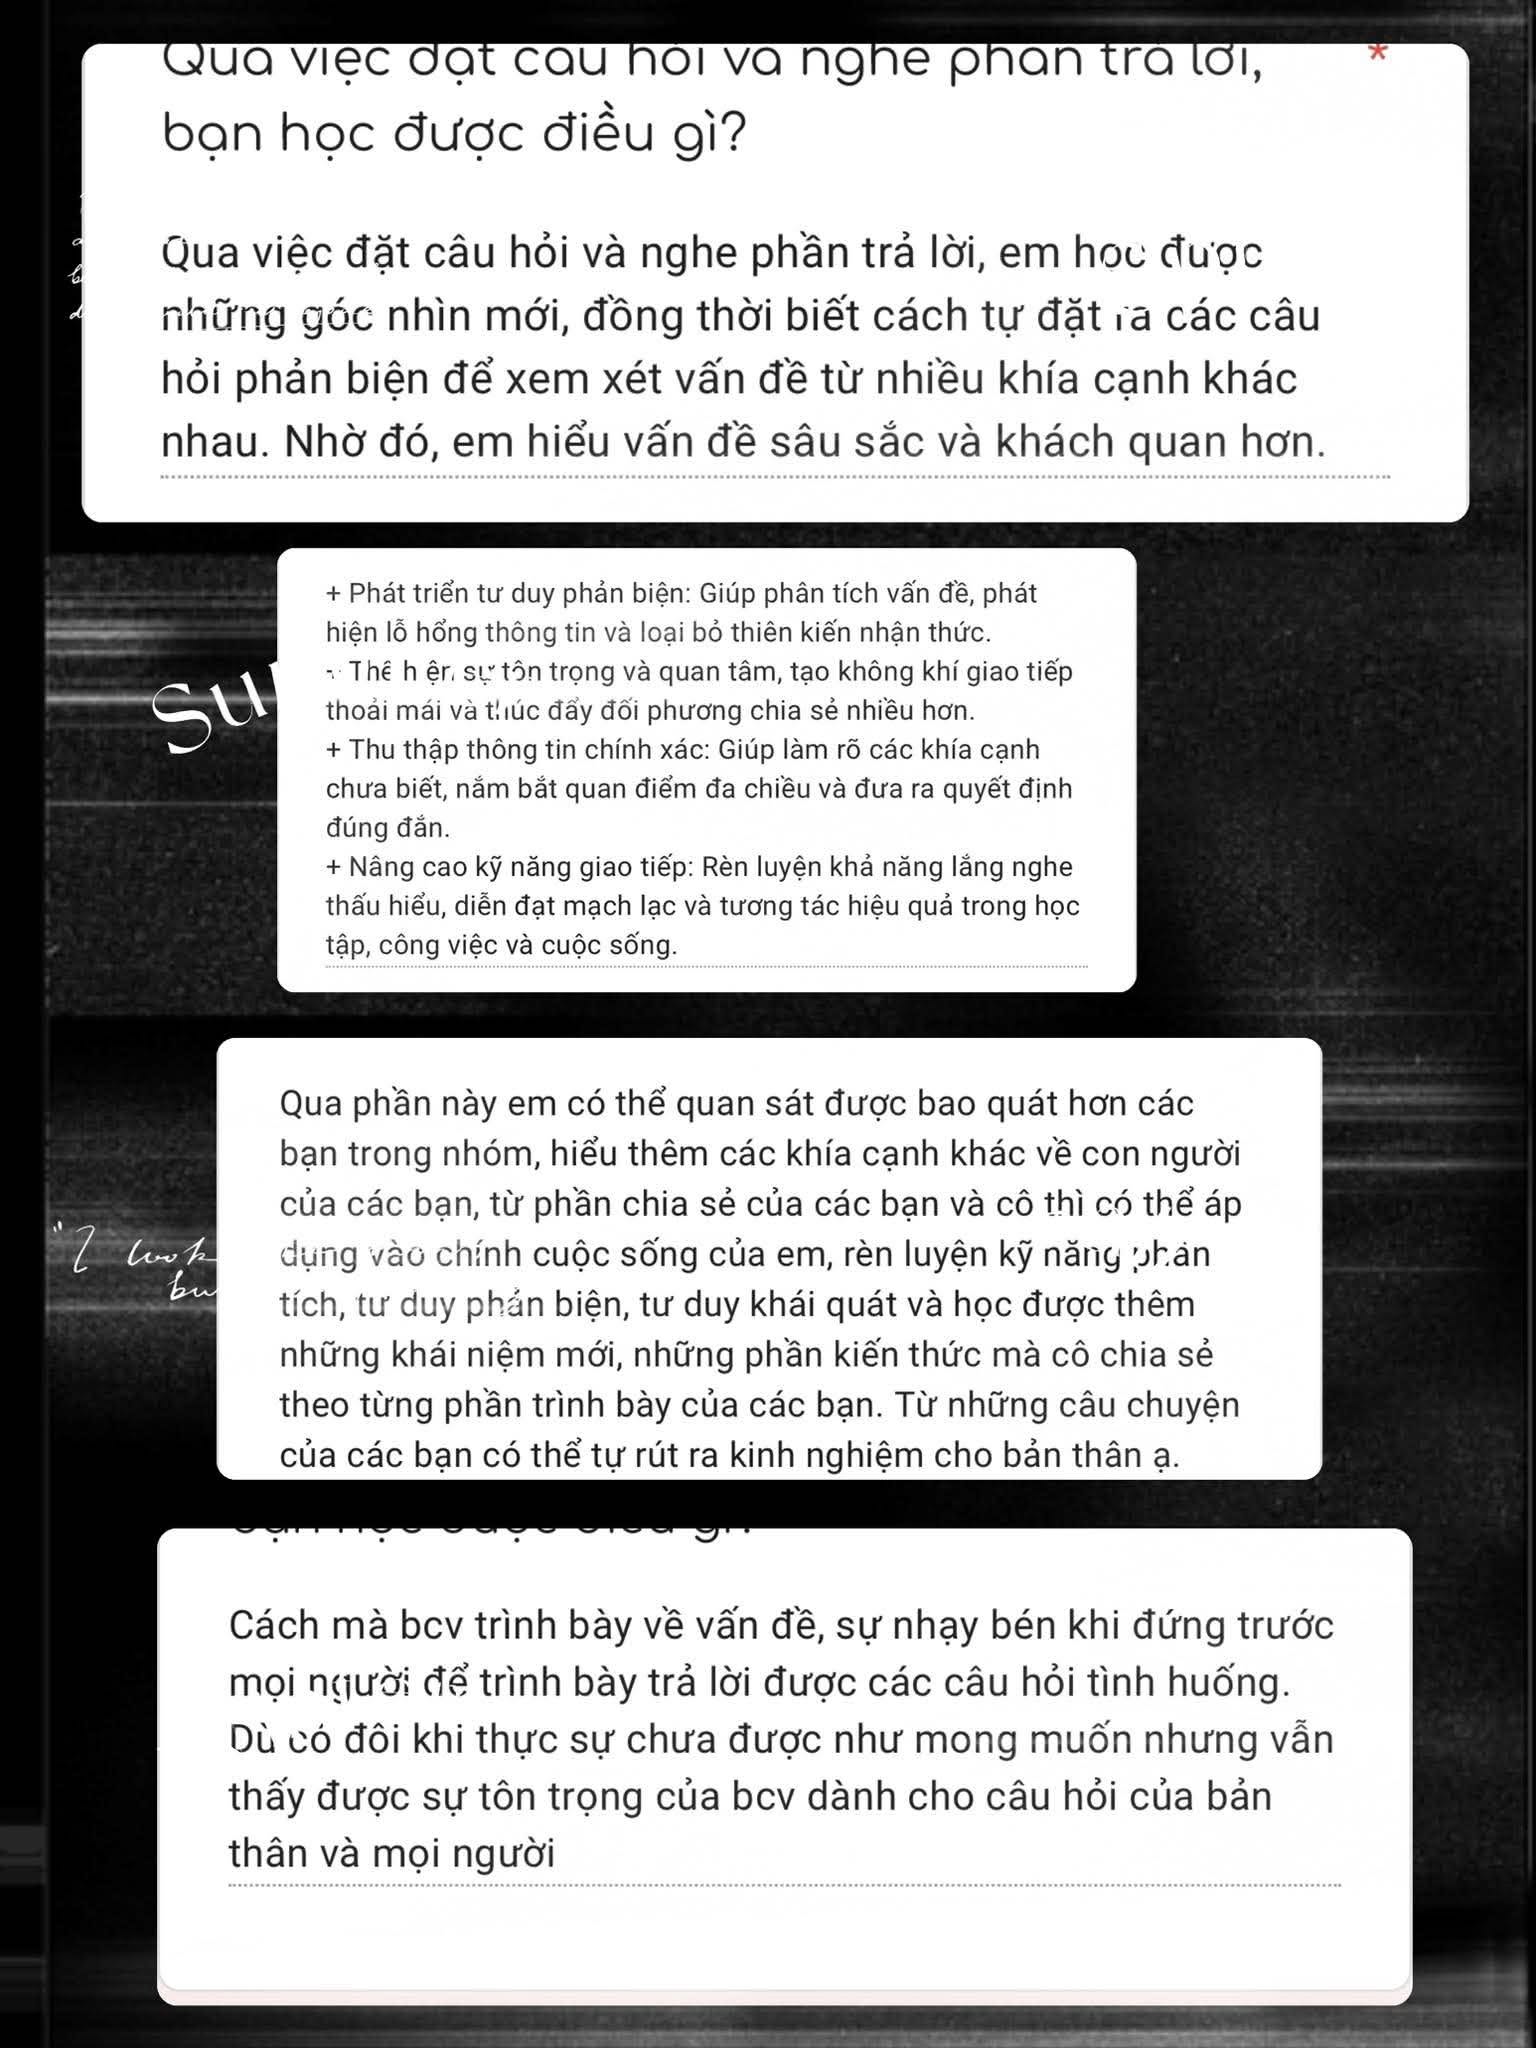 Qua việc đặt câu hỏi và nghe phần trả lời, *
bạn học được điều gì?
Qua việc đặt câu hỏi và nghe phần trả lời, em học được
những góc nhìn mới, đồng thời biết cách tự đặt ra các câu
hỏi phản biện để xem xét vấn đề từ nhiều khía cạnh khác
nhau. Nhờ đó, em hiểu vấn đề sâu sắc và khách quan hơn.
+ Phát triển tư duy phản biện: Giúp phân tích vấn đề, phát
hiện lỗ hổng thông tin và loại bỏ thiên kiến nhận thức.
+ Thể hiện sự tôn trọng và quan tâm, tạo không khí giao tiếp
thoải mái và thúc đẩy đối phương chia sẻ nhiều hơn.
+ Thu thập thông tin chính xác: Giúp làm rõ các khía cạnh
chưa biết, nắm bắt quan điểm đa chiều và đưa ra quyết định
đúng đắn.
+ Nâng cao kỹ năng giao tiếp: Rèn luyện khả năng lắng nghe
thấu hiểu, diễn đạt mạch lạc và tương tác hiệu quả trong học
tập, công việc và cuộc sống.
Qua phần này em có thể quan sát được bao quát hơn các
bạn trong nhóm, hiểu thêm các khía cạnh khác về con người
của các bạn, từ phần chia sẻ của các bạn và cô thì có thể áp
dụng vào chính cuộc sống của em, rèn luyện kỹ năng phân
tích, tư duy phản biện, tư duy khái quát và học được thêm
những khái niệm mới, những phần kiến thức mà cô chia sẻ
theo từng phần trình bày của các bạn. Từ những câu chuyện
của các bạn có thể tự rút ra kinh nghiệm cho bản thân ạ.
"I look
Cách mà bcv trình bày về vấn đề, sự nhạy bén khi đứng trước
mọi người để trình bày trả lời được các câu hỏi tình huống.
Dù có đôi khi thực sự chưa được như mong muốn nhưng vẫn
thấy được sự tôn trọng của bcv dành cho câu hỏi của bản
thân và mọi người